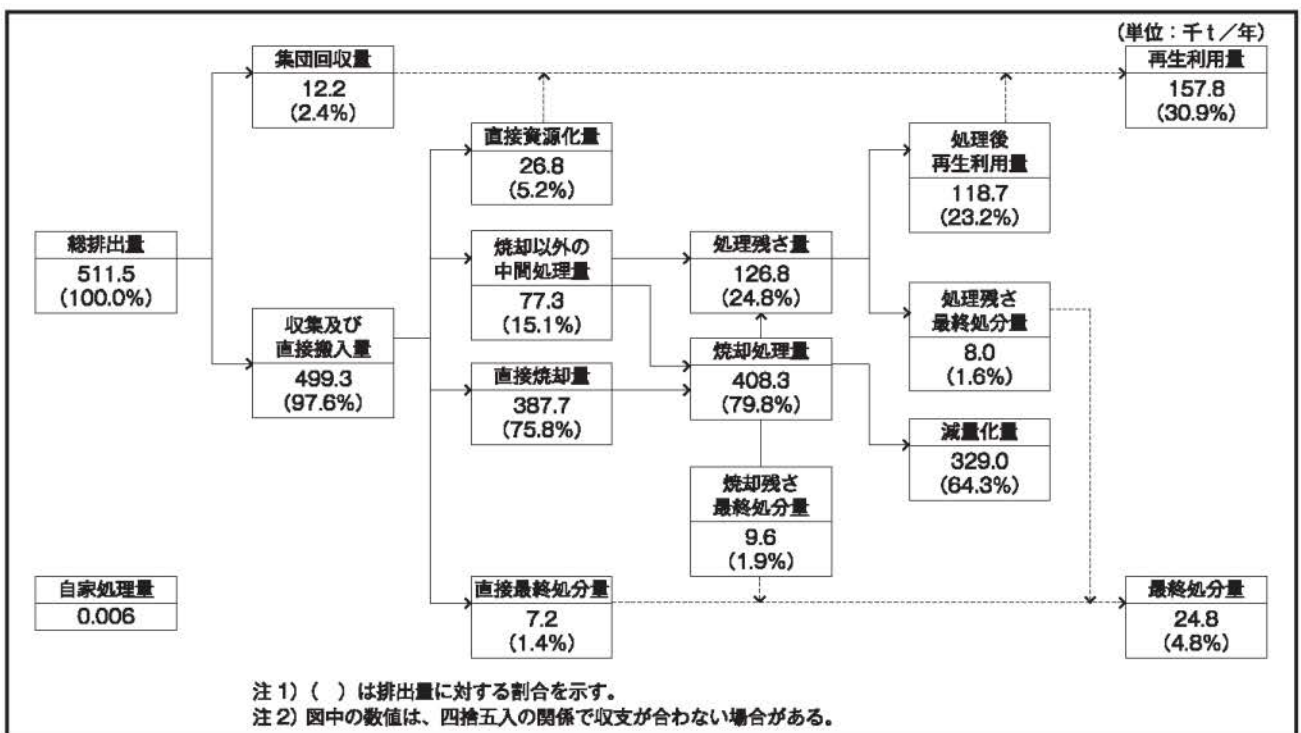 (単位:千t/年)
集団回収量
12.2
(2.4%)
再生利用量
157.8
(30.9%)
直接資源化量
26.8
(5.2%)
処理後
再生利用量
118.7
(23.2%)
総排出量
511.5
(100.0%)
焼却以外の
中間処理量
77.3
(15.1%)
処理残さ量
126.8
(24.8%)
収集及び
直接搬入量
499.3
(97.6%)
処理残さ
最終処分量
8.0
(1.6%)
直接焼却量
387.7
(75.8%)
焼却処理量
408.3
(79.8%)
減量化量
329.0
(64.3%)
焼却残さ
最終処分量
9.6
(1.9%)
自家処理量
0.006
直接最終処分量
7.2
(1.4%)
最終処分量
24.8
(4.8%)
注1)( )は排出量に対する割合を示す。
注2)図中の数値は、四捨五入の関係で収支が合わない場合がある。